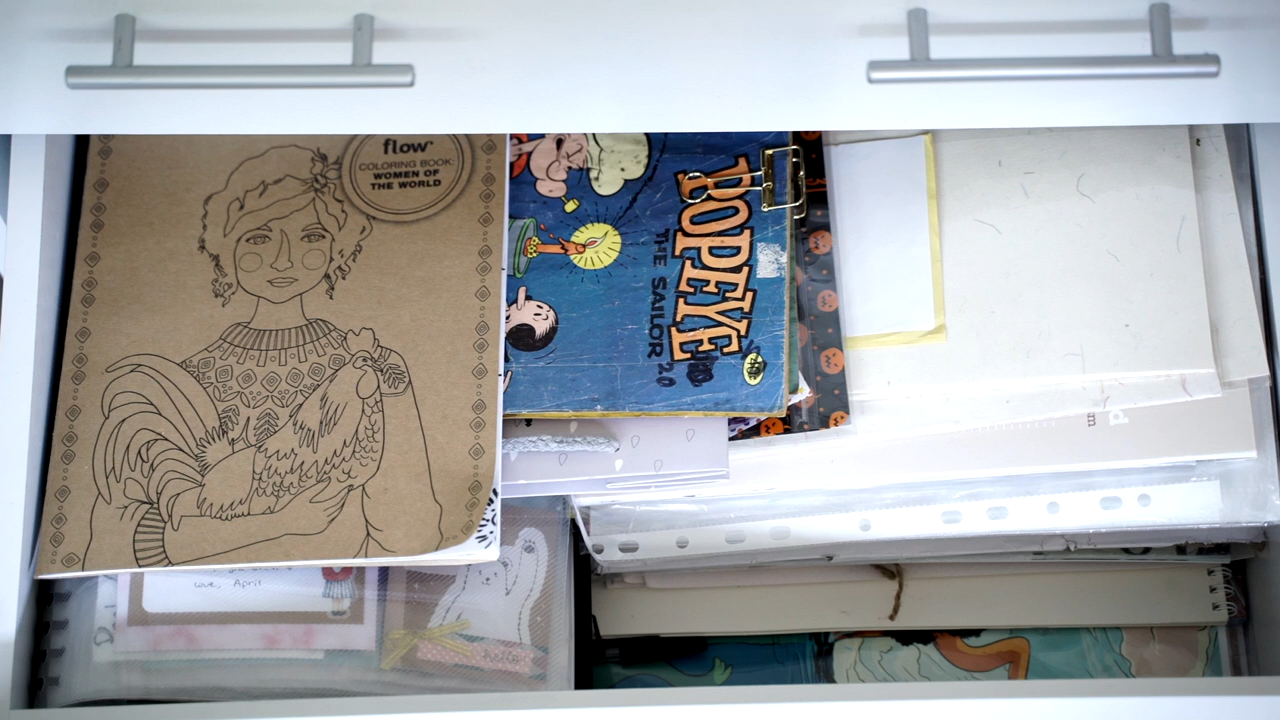 flow
COLORING BOOK:
WOMEN OF
THE WORLD
POPEYE
THE SAILOR
Love, April